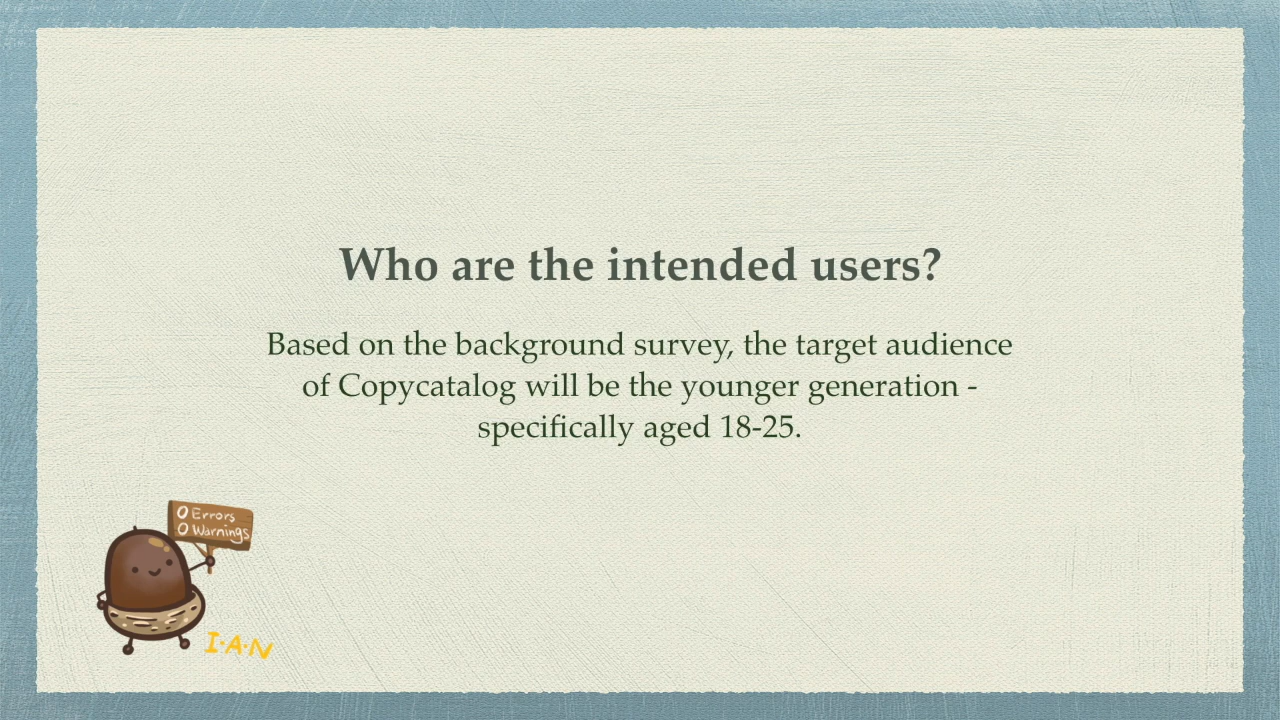 Who are the intended users?
Based on the background survey, the target audience
of Copycatalog will be the younger generation -
specifically aged 18-25.
0 Errors
0 Warnings
I.A.N